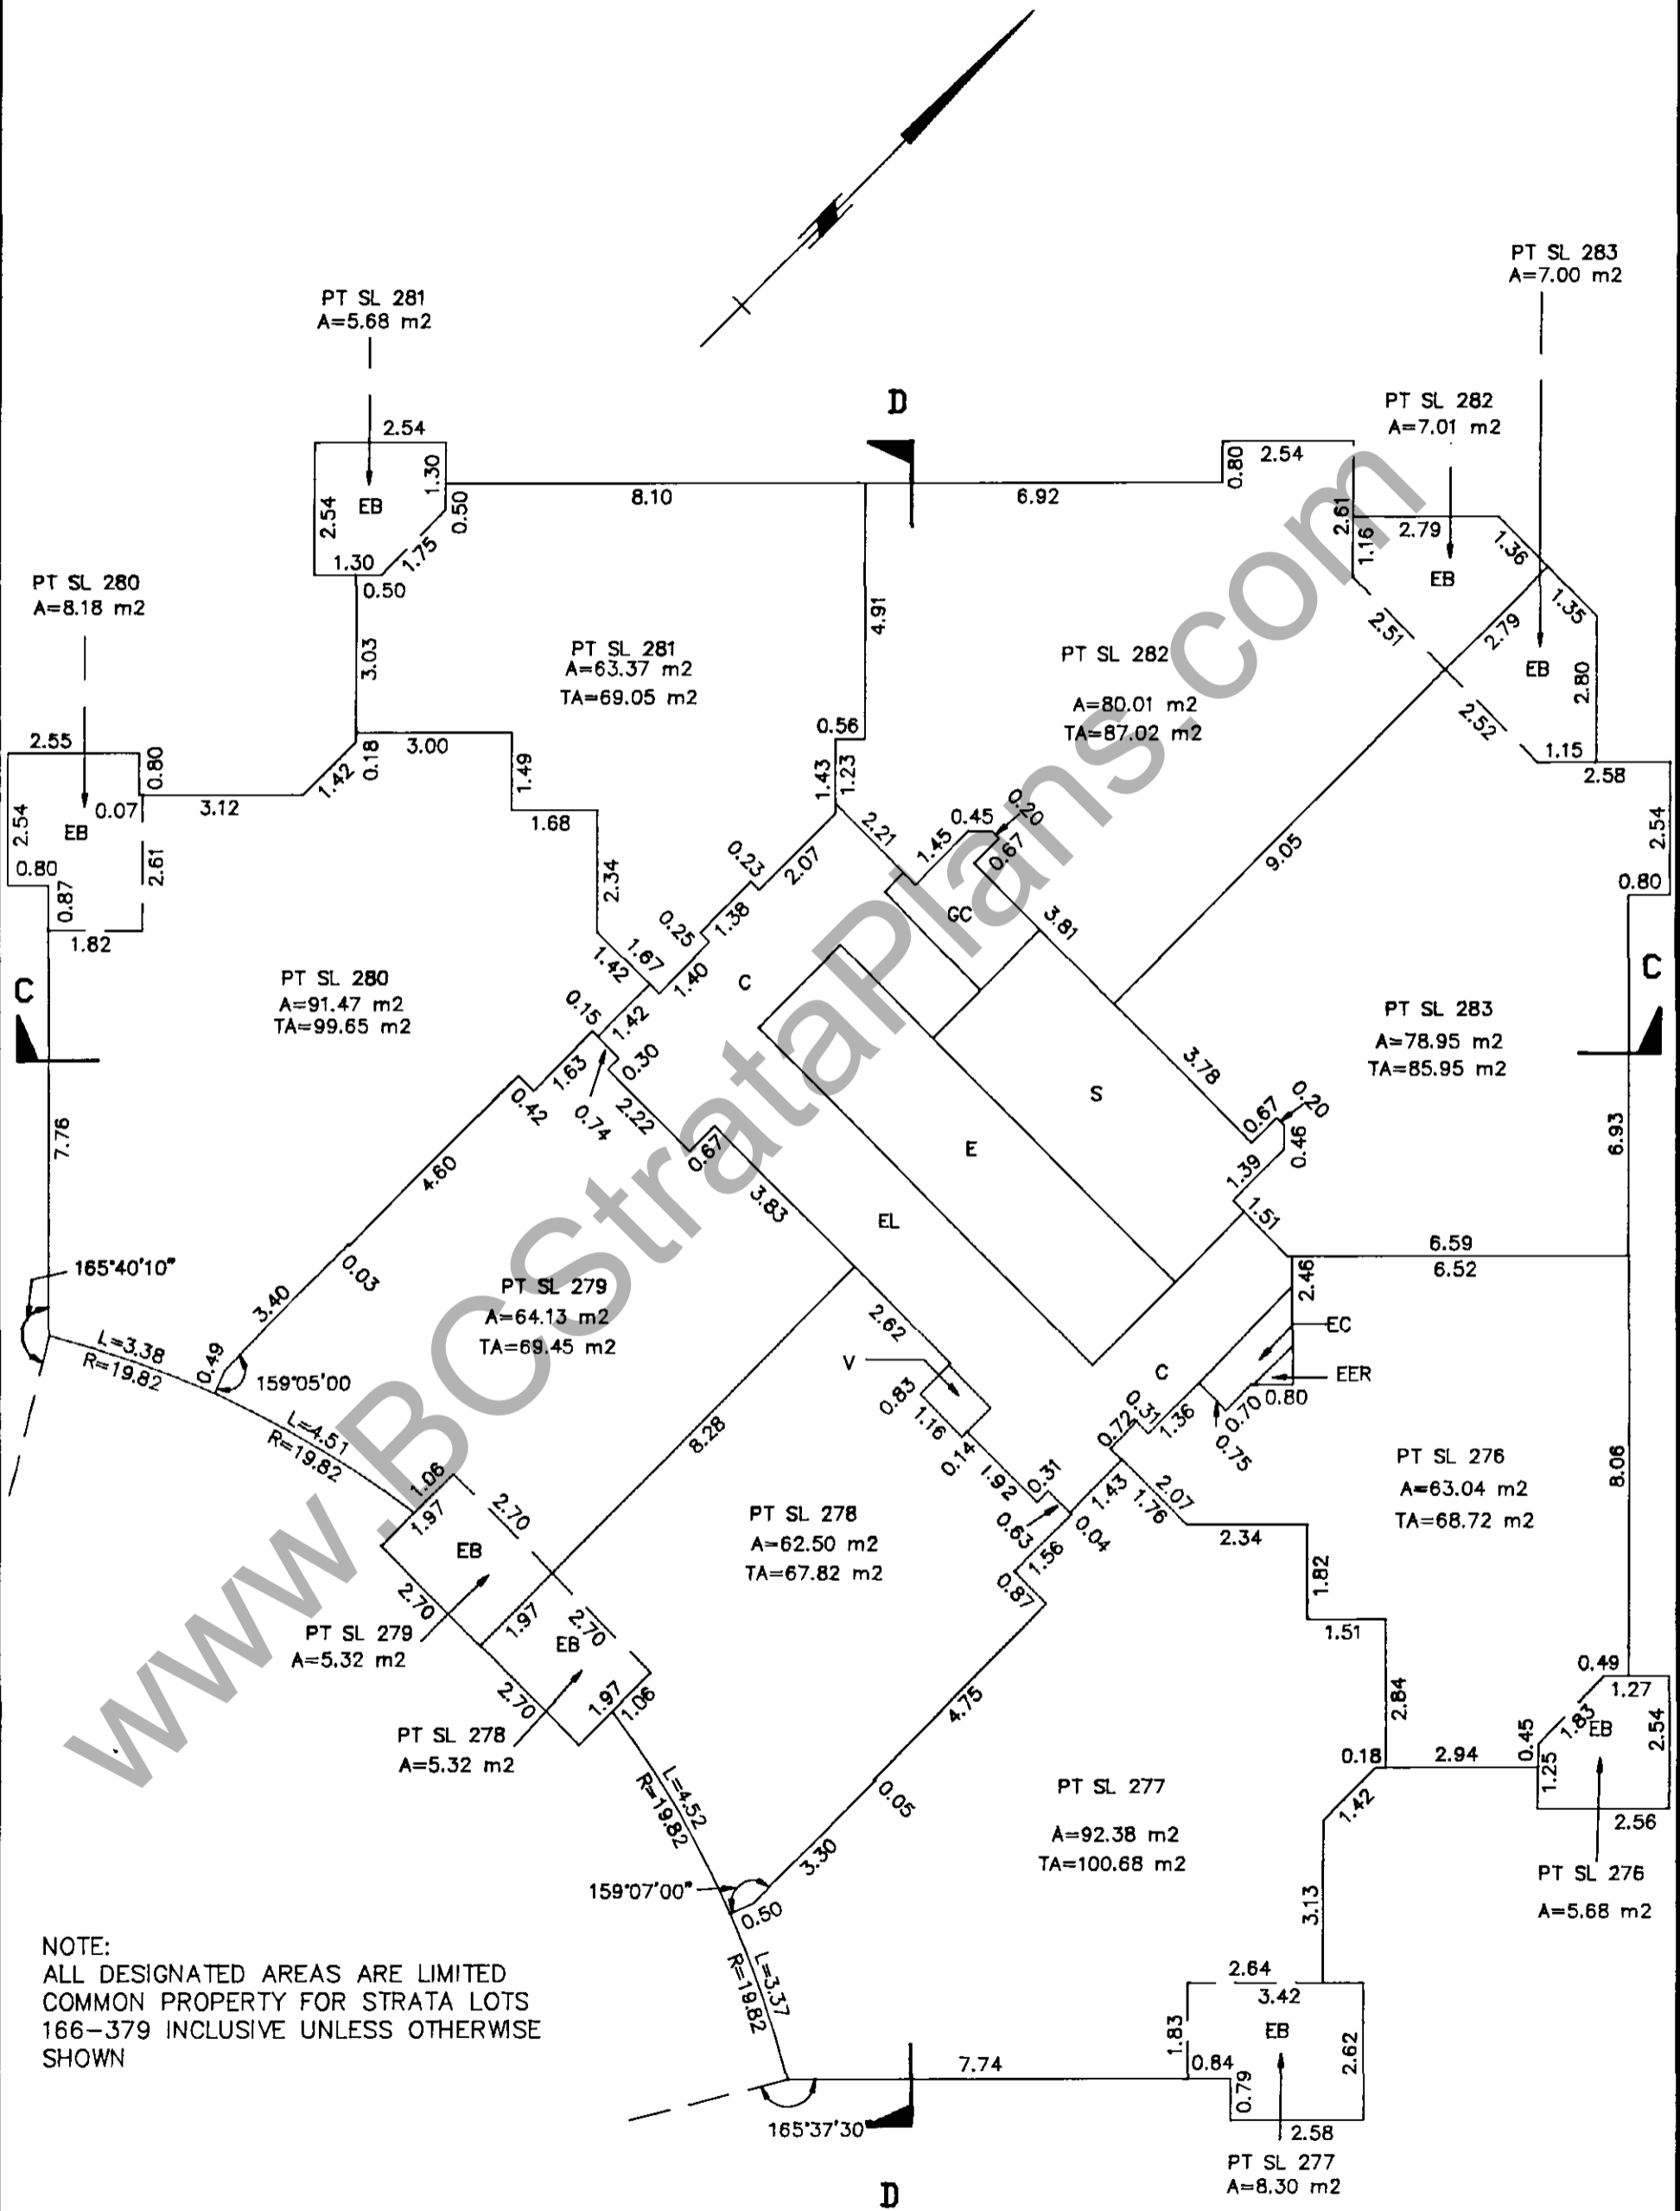 PT SL 283
A=7.00 m2
PT SL 281
A=5.68 m2
D
PT SL 282
A=7.01 m2
2.54
1.30
2.54
EB
0.50
1.30
1.75
0.50
8.10
6.92
0.80
2.54
2.61
1.16
2.79
1.36
EB
1.35
2.51
2.79
EB
2.80
2.52
1.15
2.58
2.54
0.80
PT SL 280
A=8.18 m2
3.03
4.91
PT SL 281
A=63.37 m2
TA=69.05 m2
PT SL 282
A=80.01 m2
TA=87.02 m2
0.56
1.43
1.23
2.55
0.80
0.07
2.54
EB
0.80
0.87
2.61
1.82
3.12
1.42
0.18
3.00
1.49
1.68
2.34
0.23
2.07
2.21
1.45
0.45
0.20
0.67
9.05
0.25
1.38
1.67
1.42
1.40
GC
3.81
C
C
C
PT SL 280
A=91.47 m2
TA=99.65 m2
PT SL 283
A=78.95 m2
TA=85.95 m2
0.15
1.42
1.63
0.30
0.42
0.74
2.22
0.67
3.78
S
E
EL
0.67
0.20
0.46
1.39
1.51
6.93
7.76
4.60
3.83
165°40'10"
0.03
3.40
PT SL 279
A=64.13 m2
TA=69.45 m2
6.59
6.52
2.46
EC
EER
0.80
L=3.38
R=19.82
0.49
159°05'00
2.62
V
0.83
1.16
0.14
C
0.31
0.72
1.36
0.70
0.75
L=4.51
R=19.82
8.28
1.06
1.97
2.70
EB
2.70
PT SL 279
A=5.32 m2
1.97
2.70
EB
PT SL 278
A=62.50 m2
TA=67.82 m2
1.92
0.31
0.63
1.43
0.04
1.56
0.87
2.07
1.76
2.34
1.82
1.51
PT SL 276
A=63.04 m2
TA=68.72 m2
8.06
2.70
1.97
1.06
PT SL 278
A=5.32 m2
4.75
2.84
0.49
1.27
1.83
EB
2.54
0.45
1.25
2.56
0.18
2.94
1.42
L=4.52
R=19.82
0.05
3.30
PT SL 277
A=92.38 m2
TA=100.68 m2
PT SL 276
A=5.68 m2
159°07'00"
0.50
3.13
L=3.37
R=19.82
2.64
3.42
EB
1.83
2.62
0.84
0.79
7.74
2.58
165°37'30
PT SL 277
A=8.30 m2
D
NOTE:
ALL DESIGNATED AREAS ARE LIMITED
COMMON PROPERTY FOR STRATA LOTS
166-379 INCLUSIVE UNLESS OTHERWISE
SHOWN
www.BCStrataPlans.com